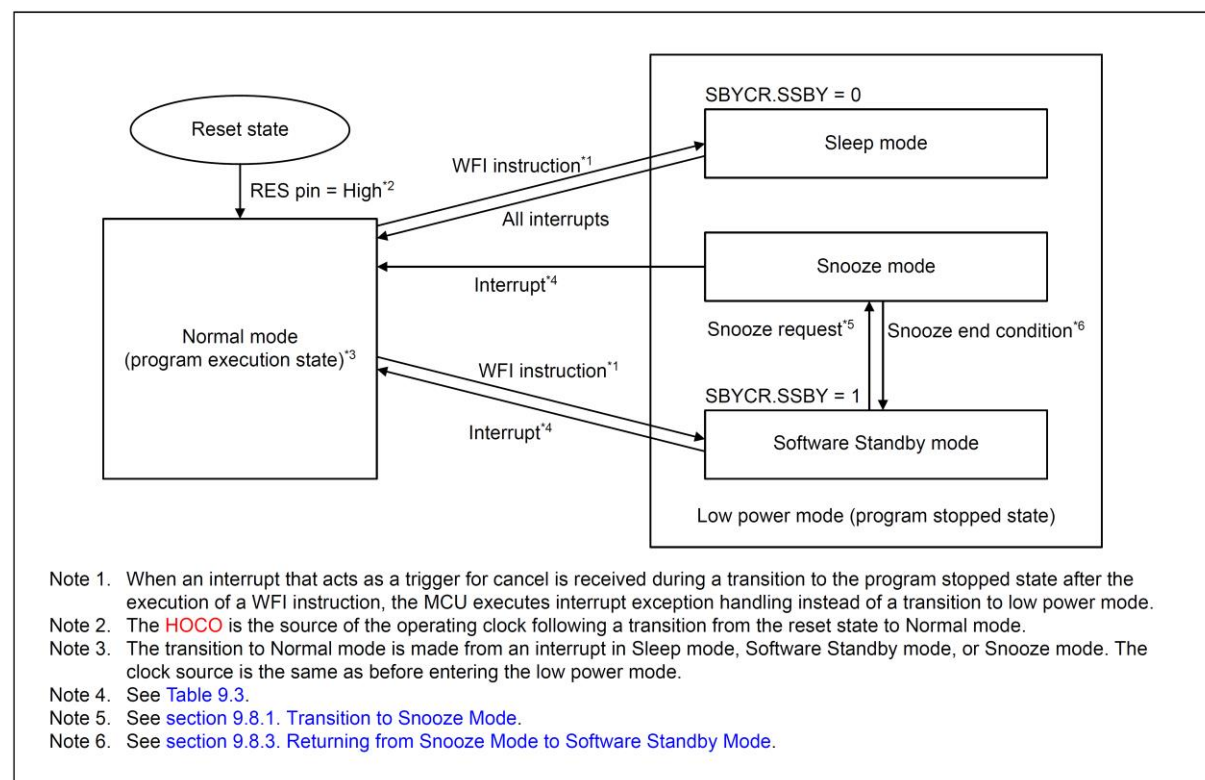 SBYCR.SSBY = 0
Reset state
Sleep mode
WFI instruction*1
RES pin = High*2
All interrupts
Snooze mode
Interrupt*4
Normal mode
(program execution state)*3
Snooze request*5
Snooze end condition*6
WFI instruction*1
SBYCR.SSBY = 1
Interrupt*4
Software Standby mode
Low power mode (program stopped state)
Note 1. When an interrupt that acts as a trigger for cancel is received during a transition to the program stopped state after the
execution of a WFI instruction, the MCU executes interrupt exception handling instead of a transition to low power mode.
Note 2. The HOCO is the source of the operating clock following a transition from the reset state to Normal mode.
Note 3. The transition to Normal mode is made from an interrupt in Sleep mode, Software Standby mode, or Snooze mode. The
clock source is the same as before entering the low power mode.
Note 4. See Table 9.3.
Note 5. See section 9.8.1. Transition to Snooze Mode.
Note 6. See section 9.8.3. Returning from Snooze Mode to Software Standby Mode.